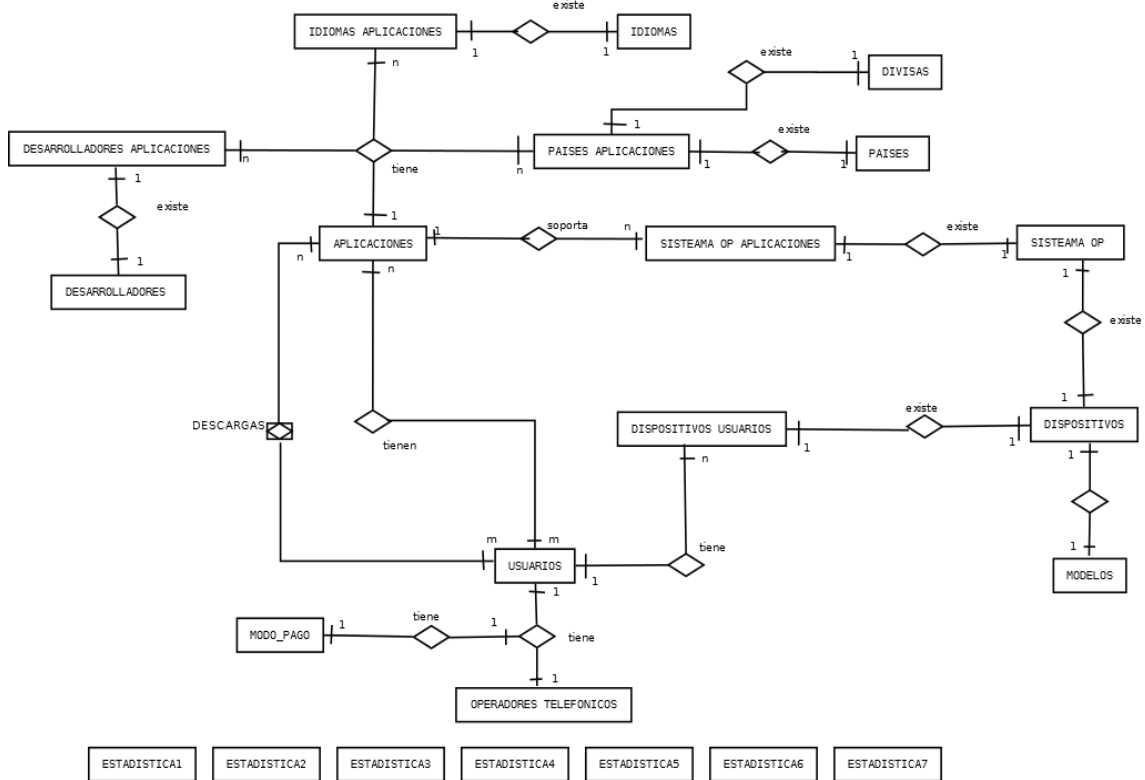 existe
IDIOMAS APLICACIONES
1
1
IDIOMAS
n
existe
1
DIVISAS
DESARROLLADORES APLICACIONES
n
tiene
n
1
PAISES APLICACIONES
1
existe
1
PAISES
1
existe
1
DESARROLLADORES
1
APLICACIONES
n
n
1
soporta
n
SISTEAMA OP APLICACIONES
1
existe
1
SISTEAMA OP
1
existe
1
DESCARGAS
tienen
DISPOSITIVOS USUARIOS
1
existe
1
DISPOSITIVOS
n
1
1
MODELOS
m
m
USUARIOS
1
tiene
1
MODO_PAGO
1
tiene
1
tiene
1
OPERADORES TELEFONICOS
ESTADISTICA1
ESTADISTICA2
ESTADISTICA3
ESTADISTICA4
ESTADISTICA5
ESTADISTICA6
ESTADISTICA7